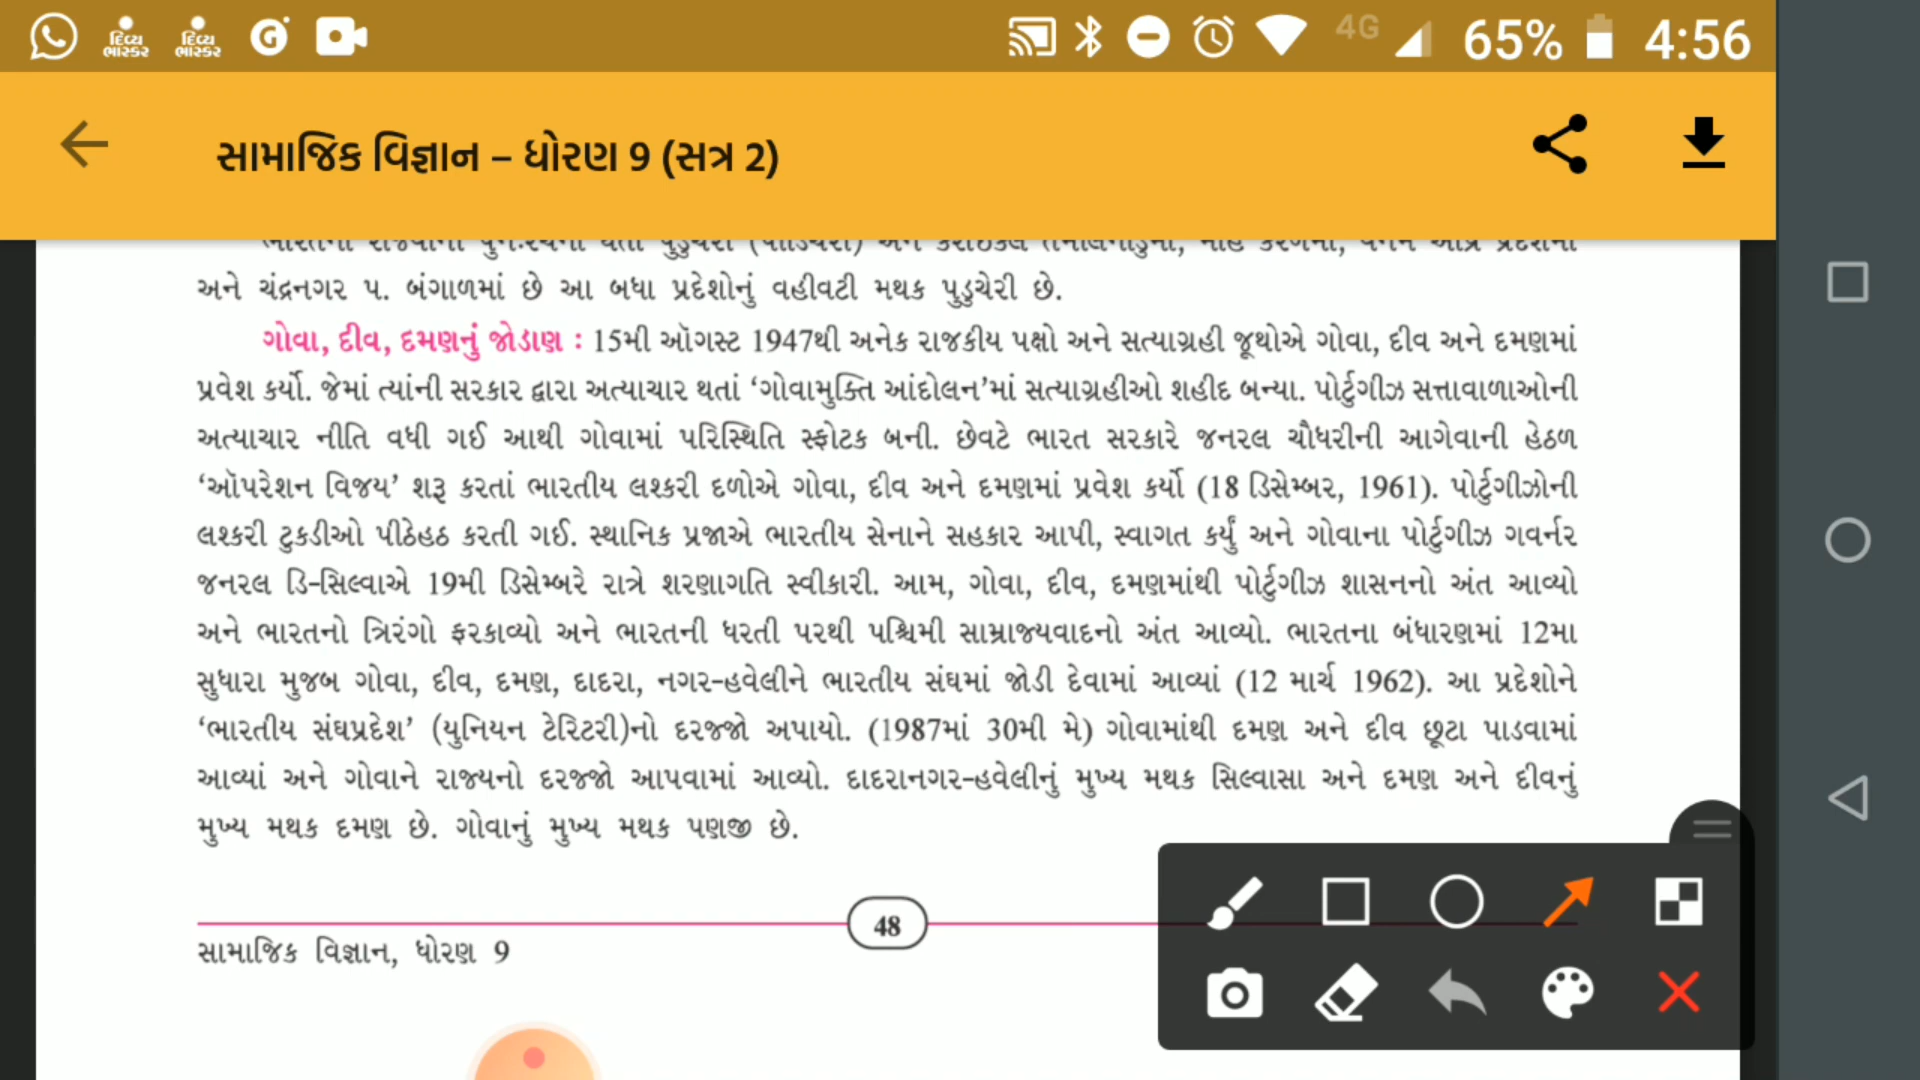 દિવ્ય ભાસ્કર
દિવ્ય ભાસ્કર
G
4G
65%
4:56
સામાજિક વિજ્ઞાન – ધોરણ 9 (સત્ર 2)
અને ચંદ્રનગર પ. બંગાળમાં છે આ બધા પ્રદેશોનું વહીવટી મથક પુડુચેરી છે.
ગોવા, દીવ, દમણનું જોડાણ : 15મી ઑગસ્ટ 1947થી અનેક રાજકીય પક્ષો અને સત્યાગ્રહી જૂથોએ ગોવા, દીવ અને દમણમાં
પ્રવેશ કર્યો. જેમાં ત્યાંની સરકાર દ્વારા અત્યાચાર થતાં ‘ગોવામુક્તિ આંદોલન’માં સત્યાગ્રહીઓ શહીદ બન્યા. પોર્ટુગીઝ સત્તાવાળાઓની
અત્યાચાર નીતિ વધી ગઈ આથી ગોવામાં પરિસ્થિતિ સ્ફોટક બની. છેવટે ભારત સરકારે જનરલ ચૌધરીની આગેવાની હેઠળ
‘ઑપરેશન વિજય’ શરૂ કરતાં ભારતીય લશ્કરી દળોએ ગોવા, દીવ અને દમણમાં પ્રવેશ કર્યો (18 ડિસેમ્બર, 1961). પોર્ટુગીઝોની
લશ્કરી ટુકડીઓ પીઠેહઠ કરતી ગઈ. સ્થાનિક પ્રજાએ ભારતીય સેનાને સહકાર આપી, સ્વાગત કર્યું અને ગોવાના પોર્ટુગીઝ ગવર્નર
જનરલ ડિ-સિલ્વાએ 19મી ડિસેમ્બરે રાત્રે શરણાગતિ સ્વીકારી. આમ, ગોવા, દીવ, દમણમાંથી પોર્ટુગીઝ શાસનનો અંત આવ્યો
અને ભારતનો ત્રિરંગો ફરકાવ્યો અને ભારતની ધરતી પરથી પશ્ચિમી સામ્રાજ્યવાદનો અંત આવ્યો. ભારતના બંધારણમાં 12મા
સુધારા મુજબ ગોવા, દીવ, દમણ, દાદરા, નગર-હવેલીને ભારતીય સંઘમાં જોડી દેવામાં આવ્યાં (12 માર્ચ 1962). આ પ્રદેશોને
‘ભારતીય સંઘપ્રદેશ’ (યુનિયન ટેરિટરી)નો દરજ્જો અપાયો. (1987માં 30મી મે) ગોવામાંથી દમણ અને દીવ છૂટા પાડવામાં
આવ્યાં અને ગોવાને રાજ્યનો દરજ્જો આપવામાં આવ્યો. દાદરાનગર-હવેલીનું મુખ્ય મથક સિલ્વાસા અને દમણ અને દીવનું
મુખ્ય મથક દમણ છે. ગોવાનું મુખ્ય મથક પણજી છે.
48
સામાજિક વિજ્ઞાન, ધોરણ 9